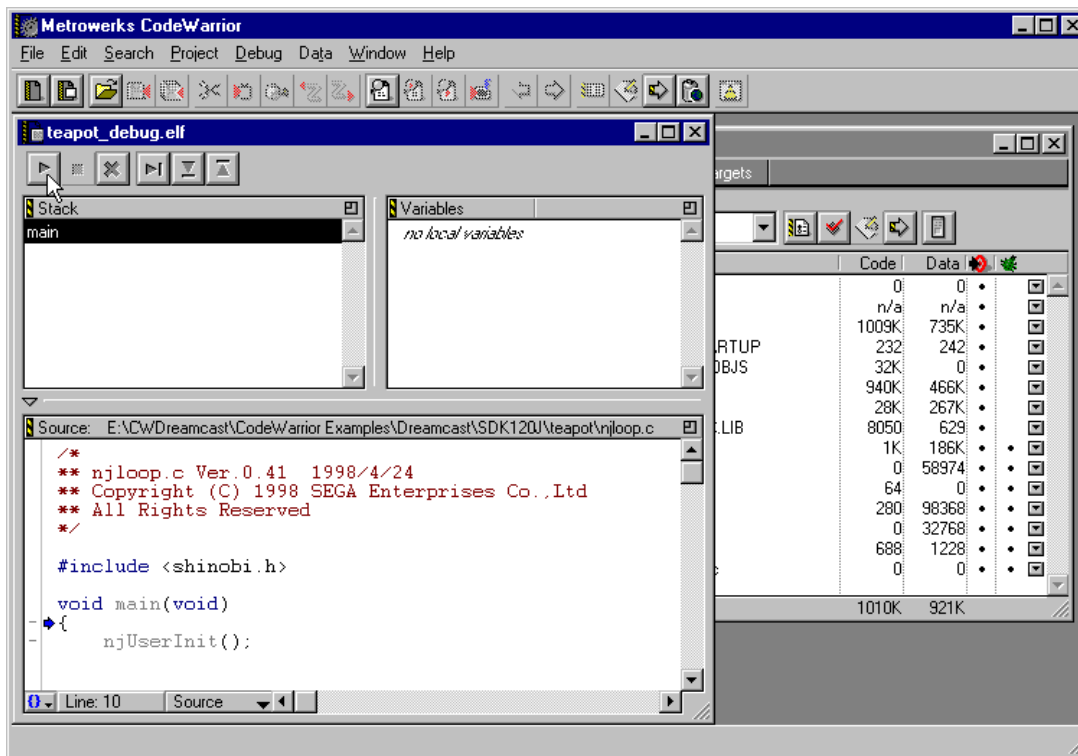 Metrowerks CodeWarrior
File Edit Search Project Debug Data Window Help
teapot_debug.elf
Stack
Variables
main
no local variables
Source: E:\CWDreamcast\CodeWarrior Examples\Dreamcast\SDK120J\teapot\njloop.c
/*
** njloop.c Ver.0.41 1998/4/24
** Copyright (C) 1998 SEGA Enterprises Co.,Ltd
** All Rights Reserved
*/
#include <shinobi.h>
void main(void)
{
njUserInit();
Line: 10 Source
argets
Code Data
0 0
n/a n/a
1009K 735K
ARTUP 232 242
OBJS 32K 0
940K 466K
28K 267K
C.LIB 8050 629
1K 186K
0 58974
64 0
280 98368
0 32768
688 1228
0 0
1010K 921K